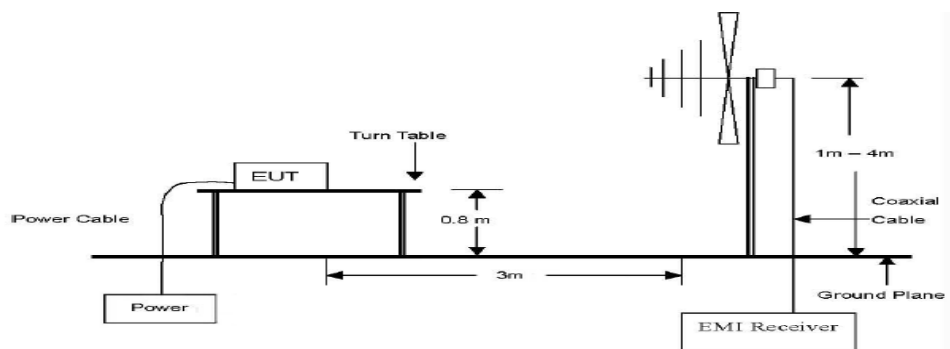 Turn Table
1m – 4m
EUT
Power Cable
0.8 m
Coaxial
Cable
3m
Power
Ground Plane
EMI Receiver